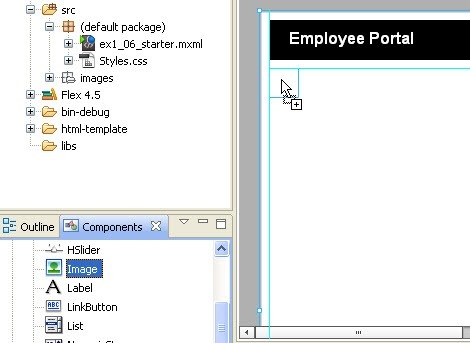 src
(default package)
ex1_06_starter.mxml
Styles.css
images
Flex 4.5
bin-debug
html-template
libs
Employee Portal
Outline
Components
HSlider
Image
A Label
ABC LinkButton
List